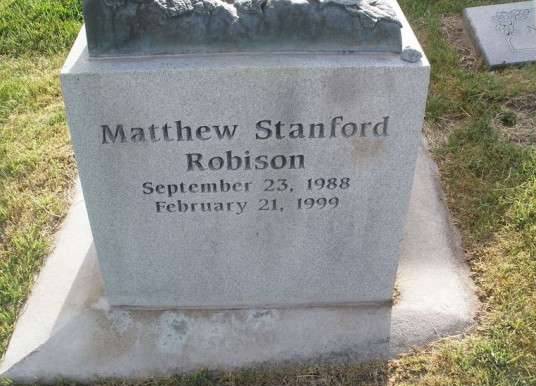 Matthew Stanford
Robison
September 23, 1988
February 21, 1999